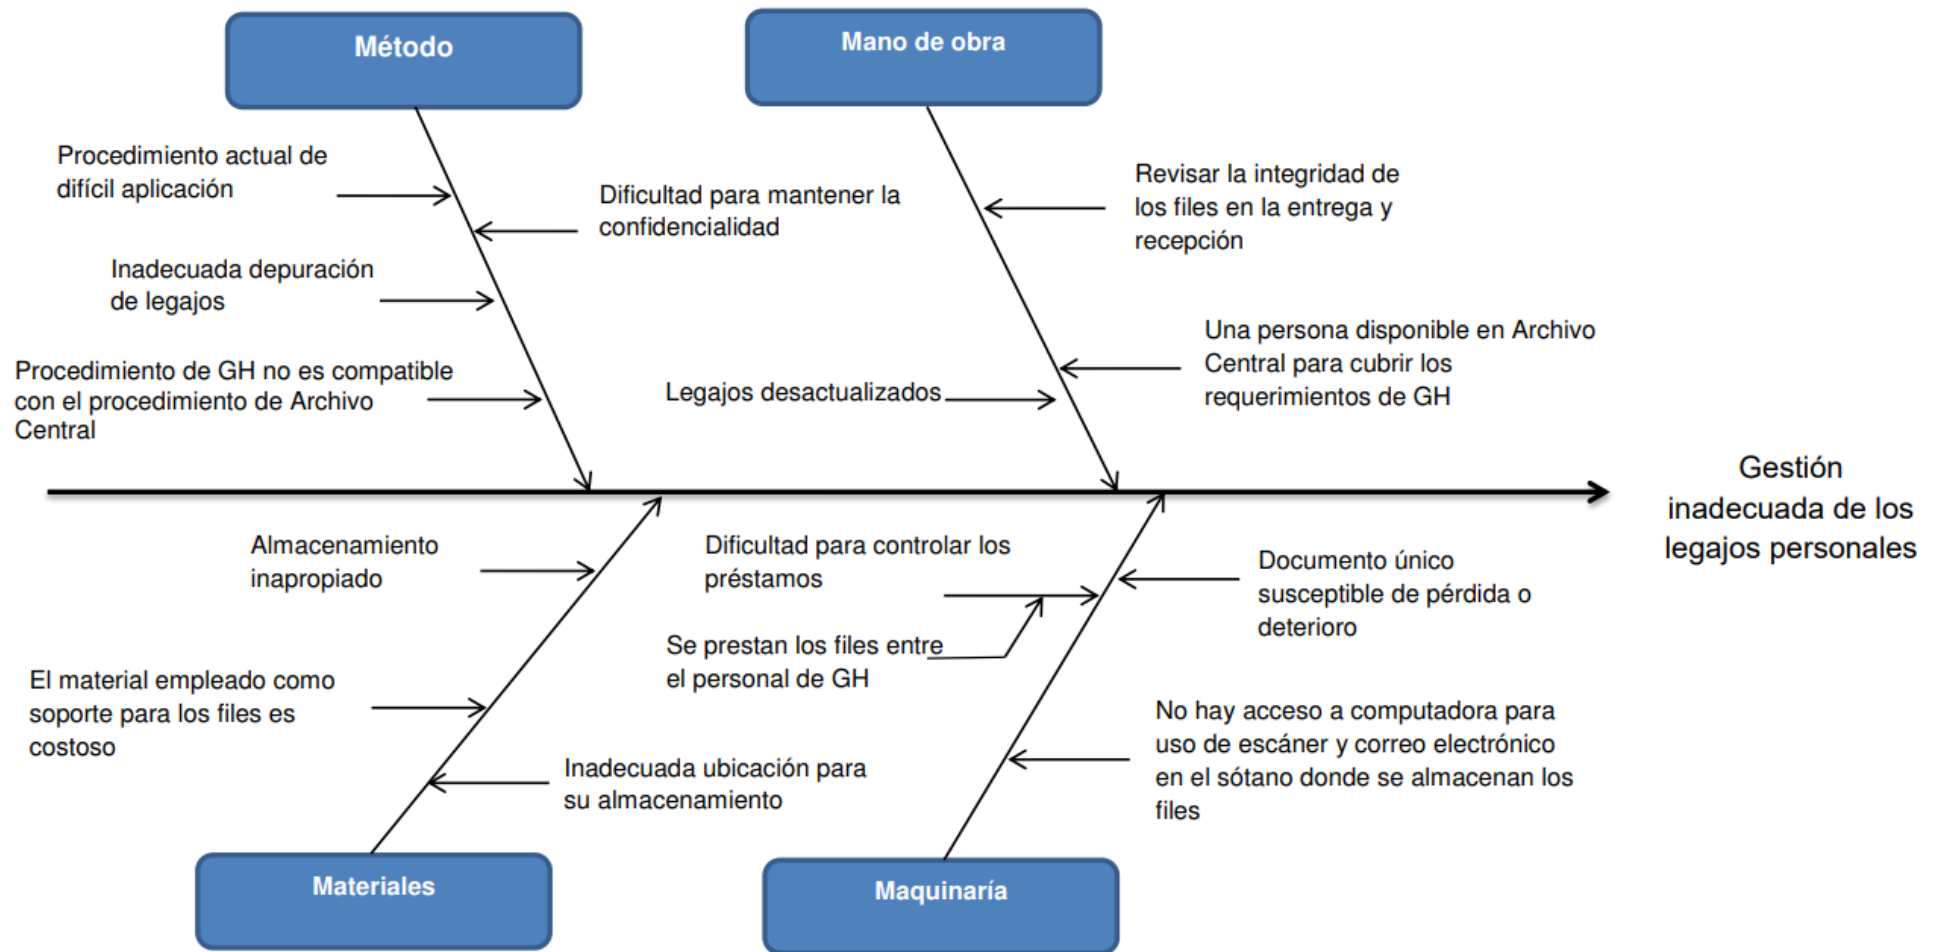 Método
Mano de obra
Procedimiento actual de
difícil aplicación
Dificultad para mantener la
confidencialidad
Revisar la integridad de
los files en la entrega y
recepción
Inadecuada depuración
de legajos
Una persona disponible en Archivo
Central para cubrir los
requerimientos de GH
Procedimiento de GH no es compatible
con el procedimiento de Archivo
Central
Legajos desactualizados
Gestión
inadecuada de los
legajos personales
Almacenamiento
inapropiado
Dificultad para controlar los
préstamos
Documento único
susceptible de pérdida o
deterioro
Se prestan los files entre
el personal de GH
El material empleado como
soporte para los files es
costoso
No hay acceso a computadora para
uso de escáner y correo electrónico
en el sótano donde se almacenan los
files
Inadecuada ubicación para
su almacenamiento
Materiales
Maquinaría